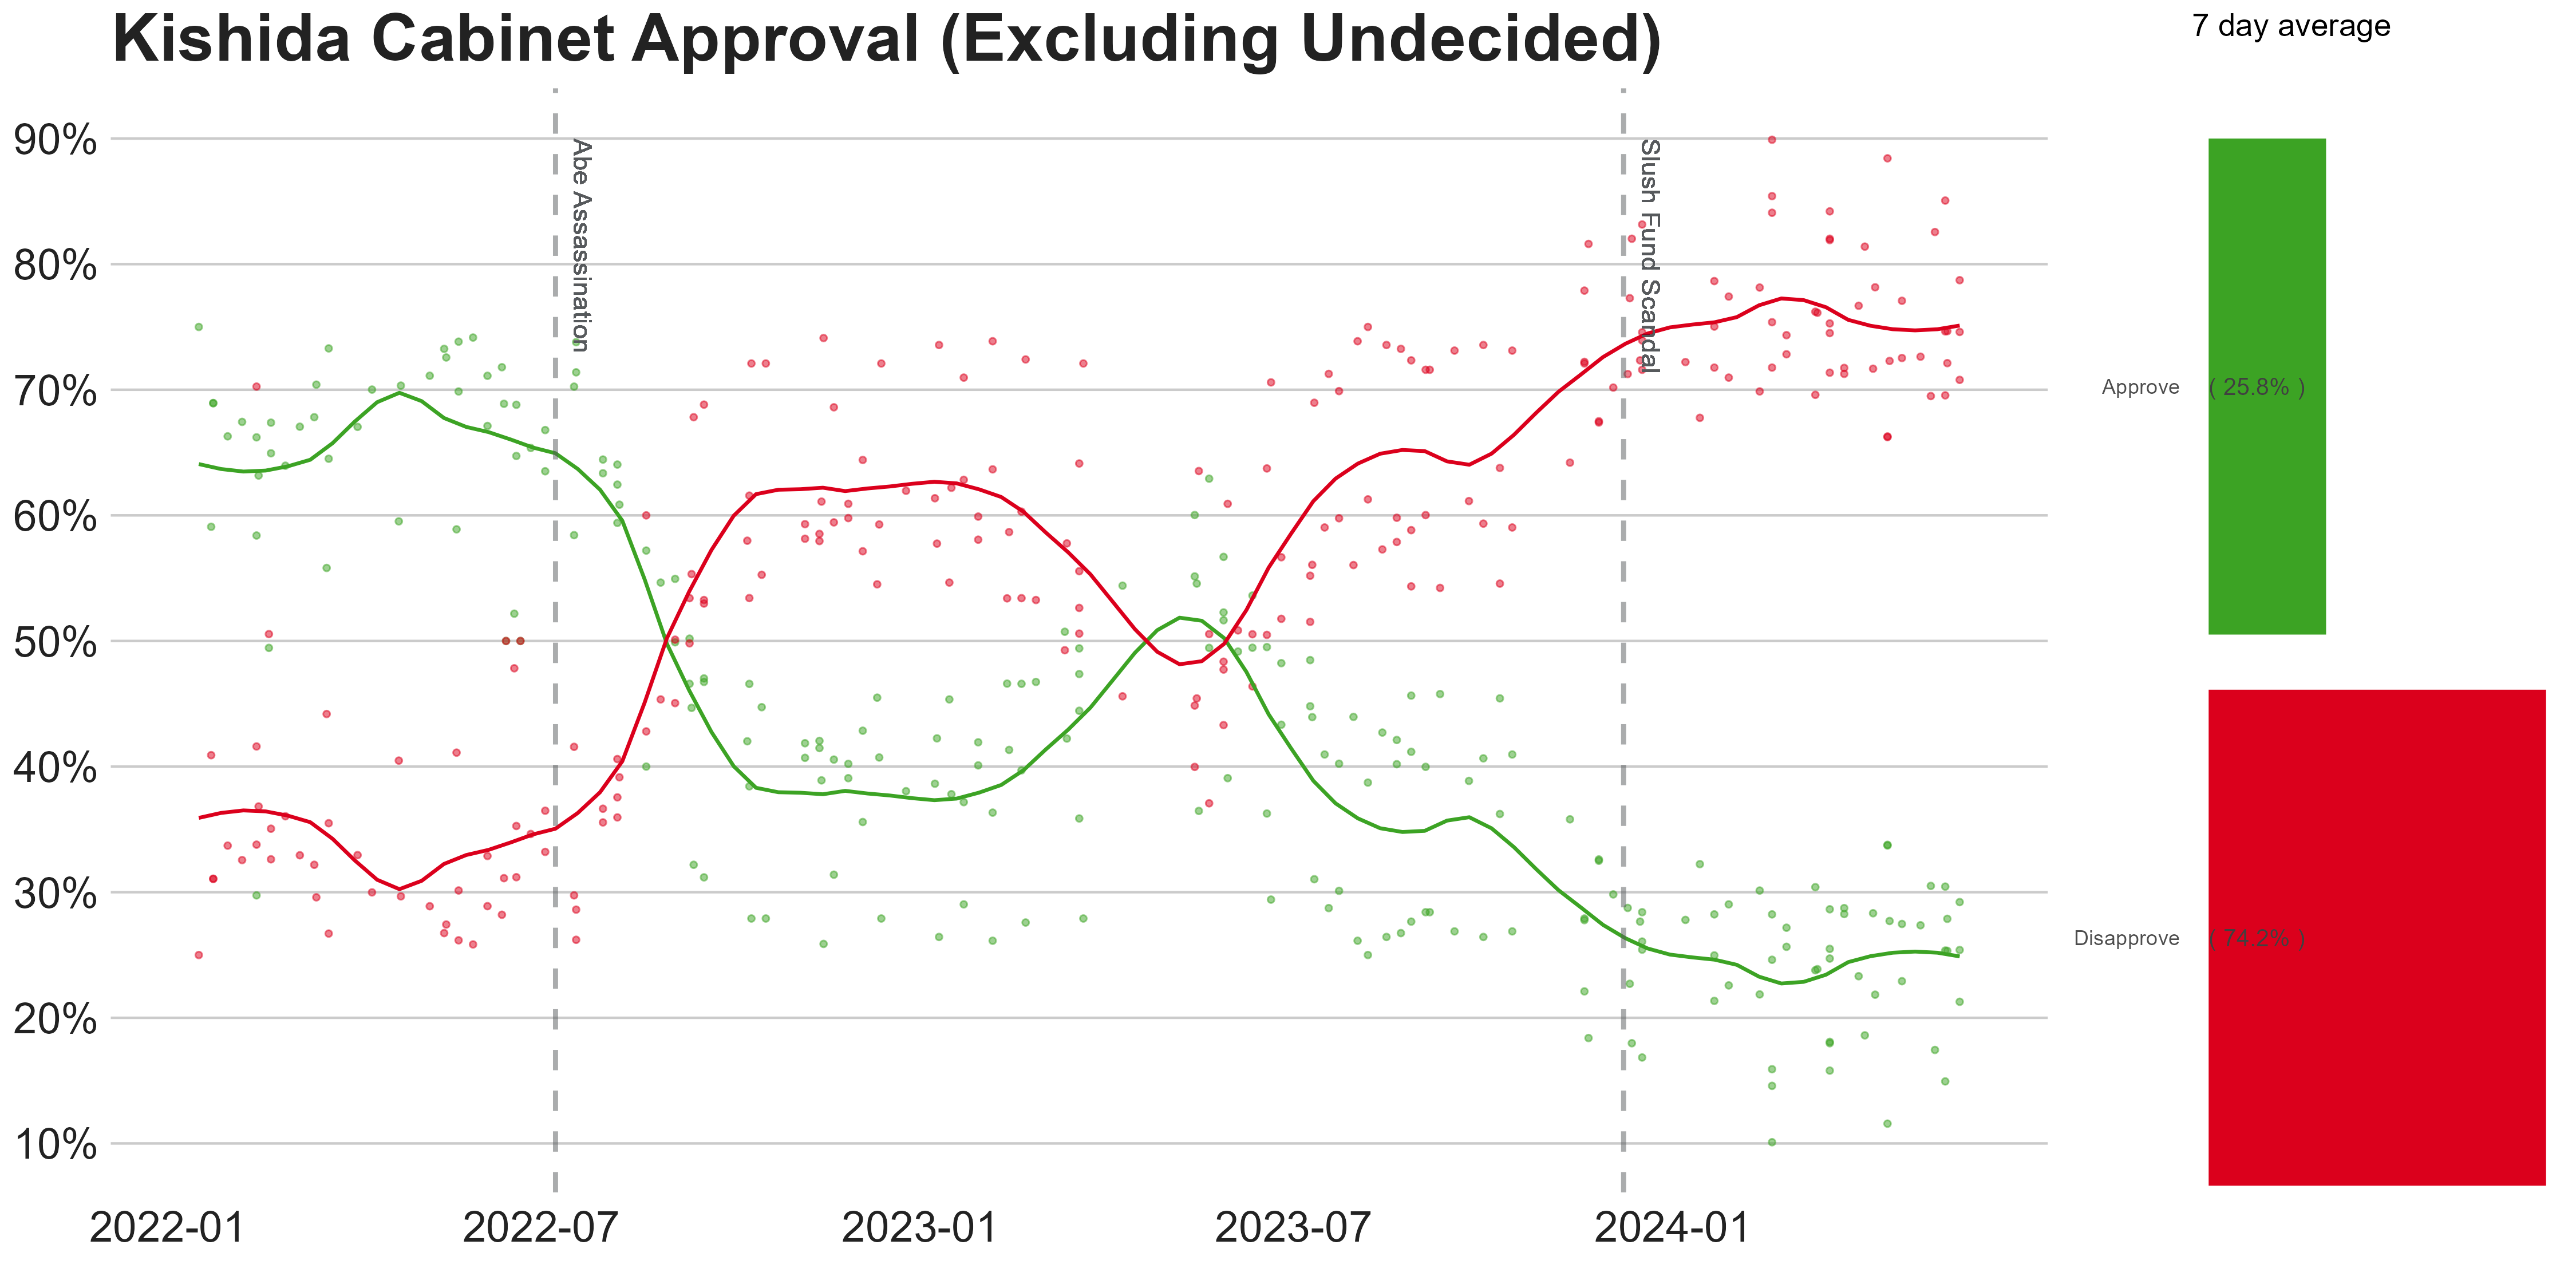 Kishida Cabinet Approval (Excluding Undecided)
7 day average
90%
80%
70%
60%
50%
40%
30%
20%
10%
Abe Assassination
Slush Fund Scandal
2022-01
2022-07
2023-01
2023-07
2024-01
Approve
( 25.8% )
Disapprove
( 74.2% )